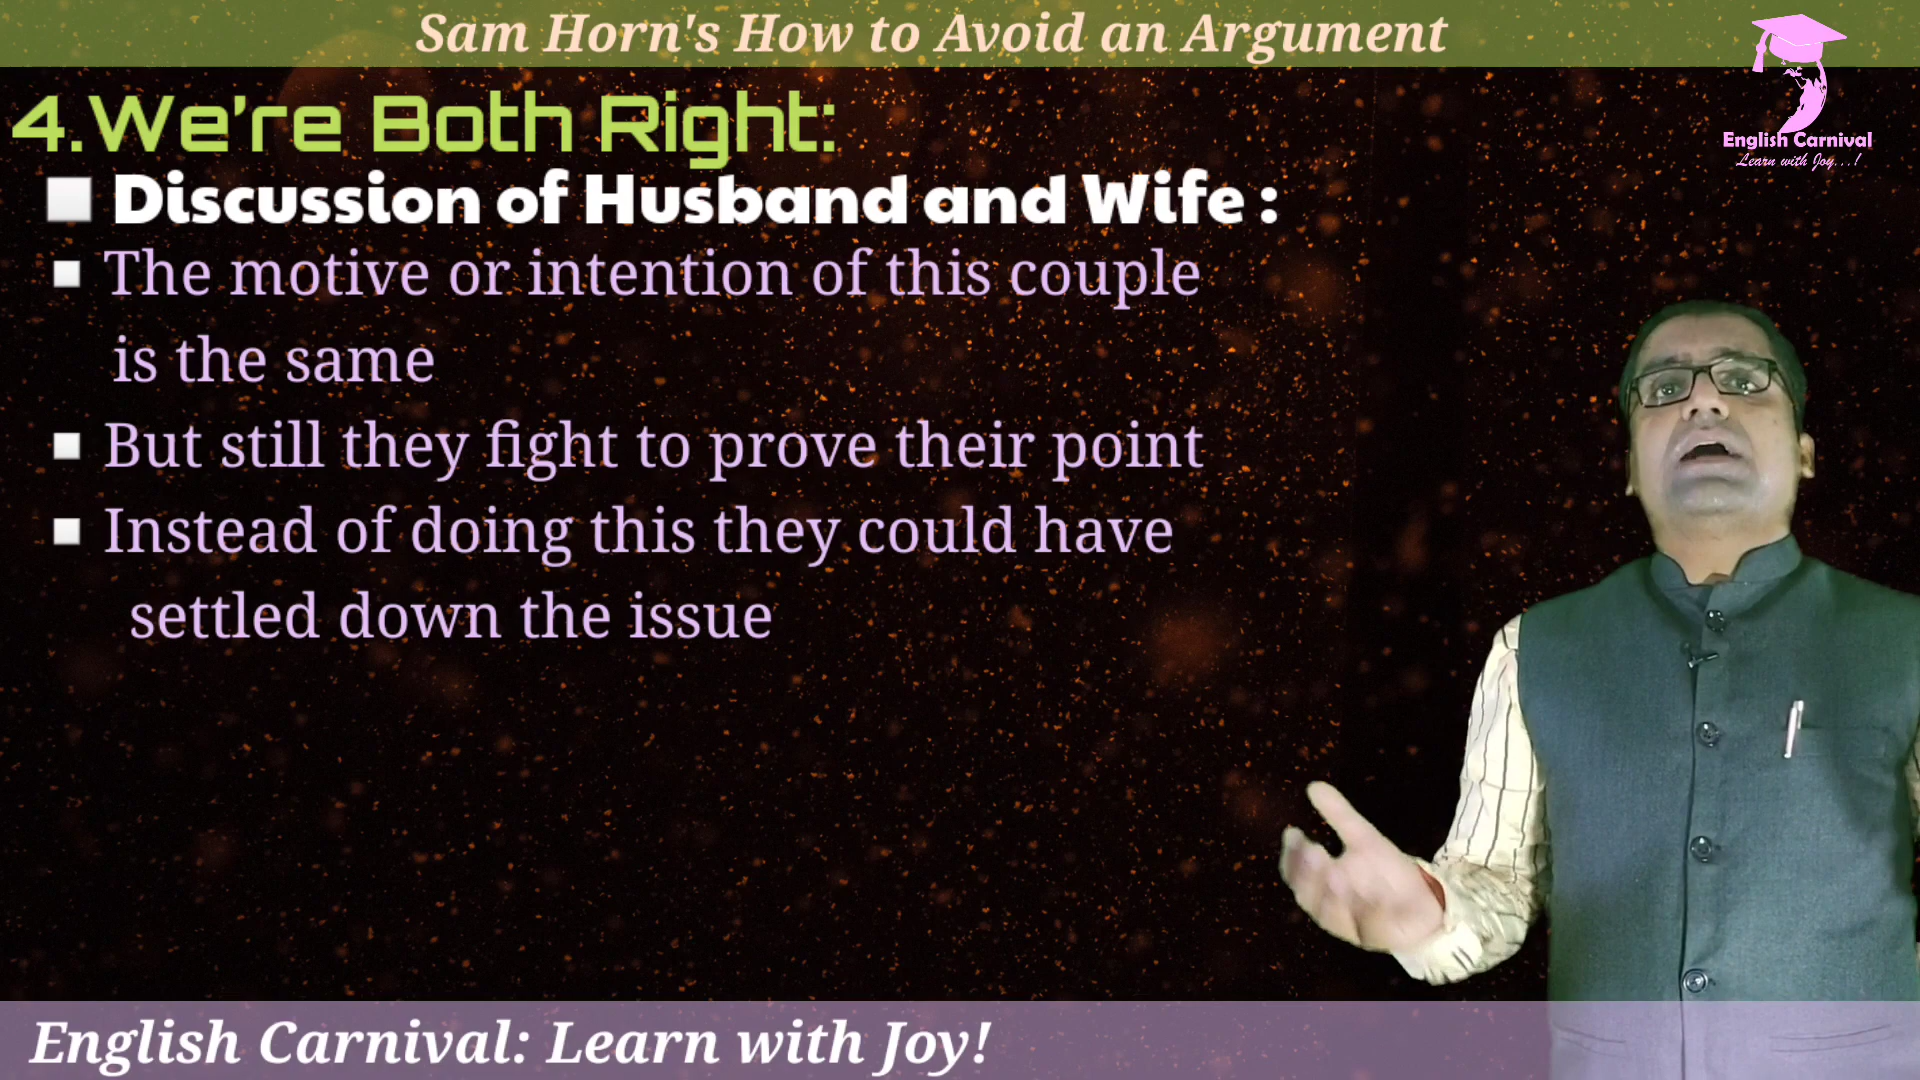 Sam Horn's How to Avoid an Argument
4.We're Both Right:
Discussion of Husband and Wife :
The motive or intention of this couple
is the same
But still they fight to prove their point
Instead of doing this they could have
settled down the issue
English Carnival
Learn with Joy...!
English Carnival: Learn with Joy!